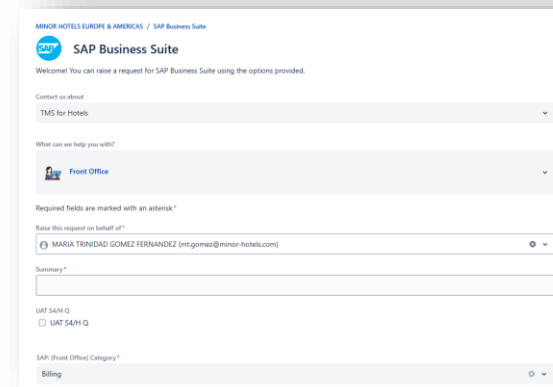 MINOR HOTELS EUROPE & AMERICAS / SAP Business Suite
SAP SAP Business Suite
Welcome! You can raise a request for SAP Business Suite using the options provided.
Contact us about
TMS for Hotels
What can we help you with?
Front Office
Required fields are marked with an asterisk*
Raise this request on behalf of*
MARIA TRINIDAD GOMEZ FERNANDEZ (mt.gomez@minor-hotels.com)
Summary*
UAT S4/H Q
UAT S4/H Q
SAP: (Front Office) Category*
Billing